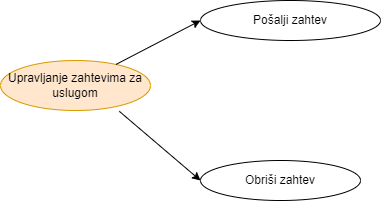 Pošalji zahtev
Upravljanje zahtevima za
uslugom
Obriši zahtev